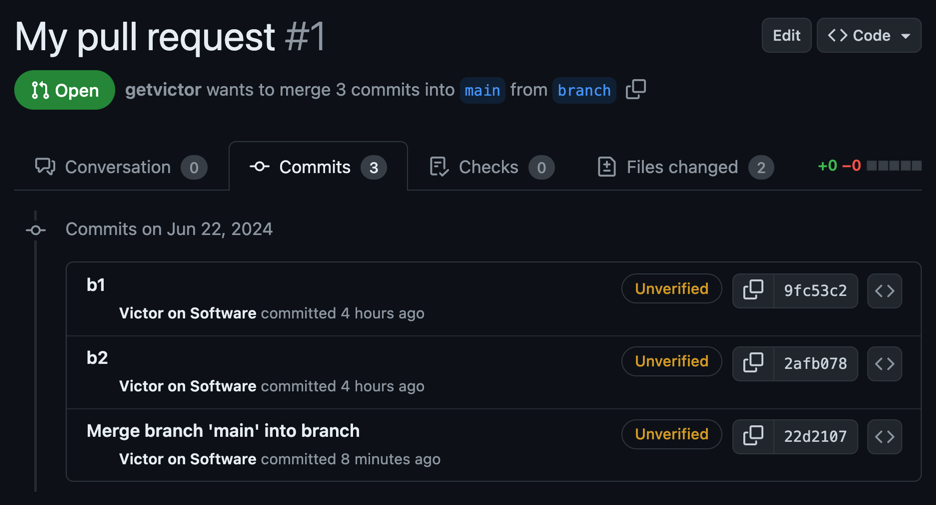 My pull request #1
Edit
<> Code
Open
getvictor wants to merge 3 commits into main from branch
Conversation 0
Commits 3
Checks 0
Files changed 2
+0 −0
Commits on Jun 22, 2024
b1
Victor on Software committed 4 hours ago
Unverified
9fc53c2
b2
Victor on Software committed 4 hours ago
Unverified
2afb078
Merge branch 'main' into branch
Victor on Software committed 8 minutes ago
Unverified
22d2107